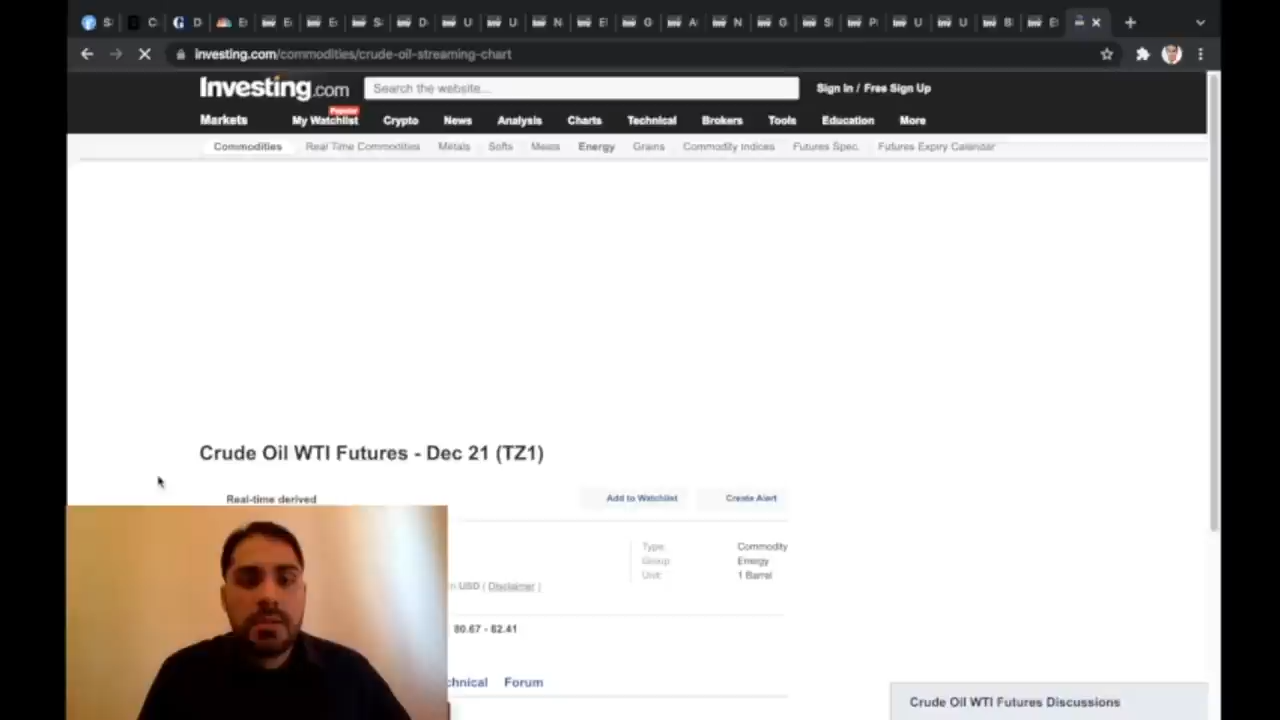 investing.com/commodities/crude-oil-streaming-chart
Investing.com
Search the website...
Sign In / Free Sign Up
Popular
Markets My Watchlist Crypto News Analysis Charts Technical Brokers Tools Education More
Commodities Real Time Commodities Metals Softs Meats Energy Grains Commodity Indices Futures Spec. Futures Expiry Calendar
Crude Oil WTI Futures - Dec 21 (TZ1)
Real-time derived
Add to Watchlist
Create Alert
Type: Commodity
Group: Energy
Unit: 1 Barrel
in USD ( Disclaimer )
80.67 - 82.41
chnical Forum
Crude Oil WTI Futures Discussions